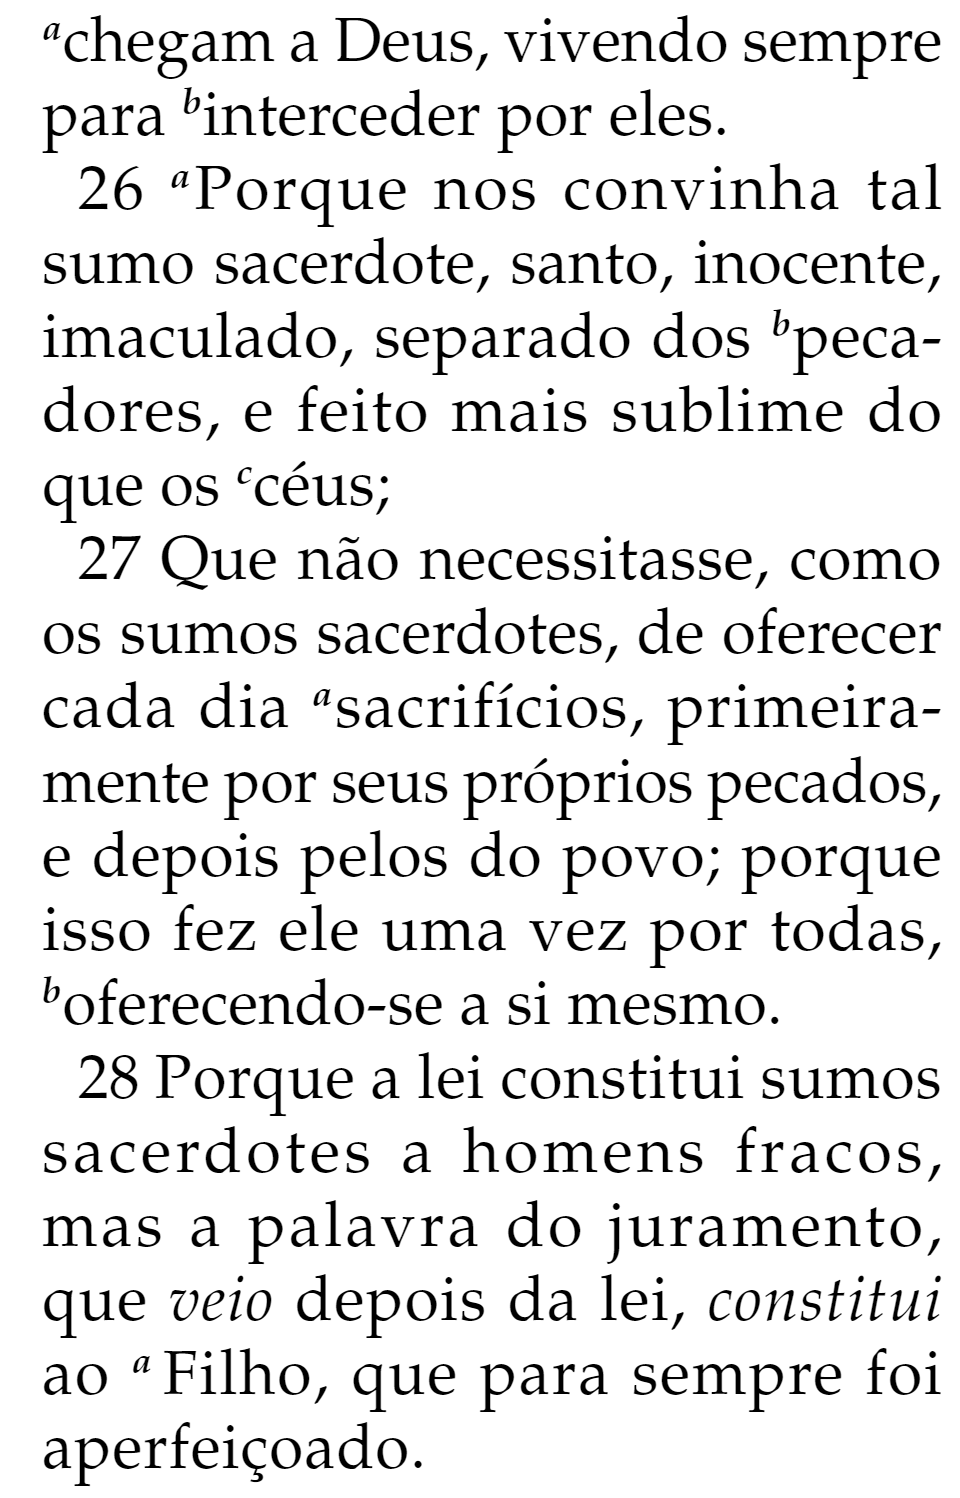 ᵃchegam a Deus, vivendo sempre
para ᵇinterceder por eles.
26 ᵃPorque nos convinha tal
sumo sacerdote, santo, inocente,
imaculado, separado dos ᵇpeca-
dores, e feito mais sublime do
que os ᶜcéus;
27 Que não necessitasse, como
os sumos sacerdotes, de oferecer
cada dia ᵃsacrifícios, primeira-
mente por seus próprios pecados,
e depois pelos do povo; porque
isso fez ele uma vez por todas,
ᵇoferecendo-se a si mesmo.
28 Porque a lei constitui sumos
sacerdotes a homens fracos,
mas a palavra do juramento,
que veio depois da lei, constitui
ao ᵃ Filho, que para sempre foi
aperfeiçoado.